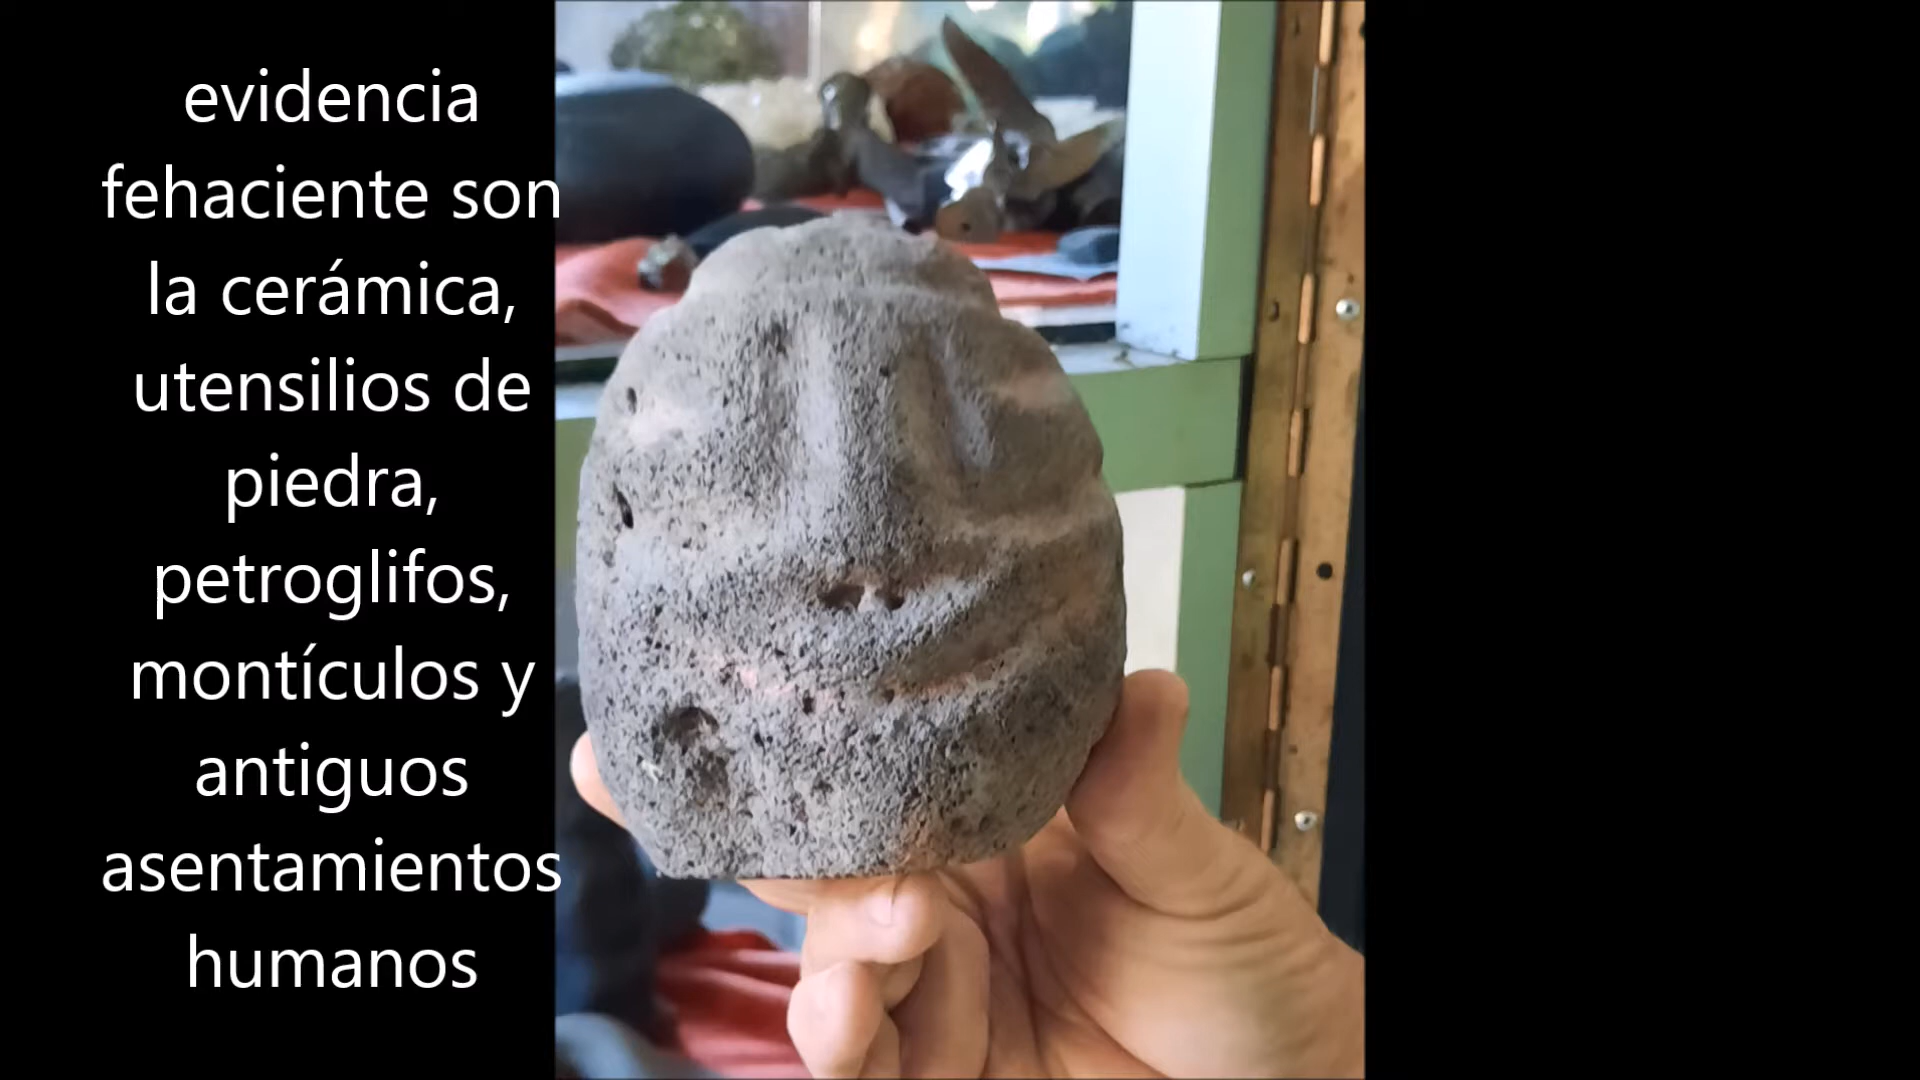 evidencia
fehaciente son
la cerámica,
utensilios de
piedra,
petroglifos,
montículos y
antiguos
asentamientos
humanos